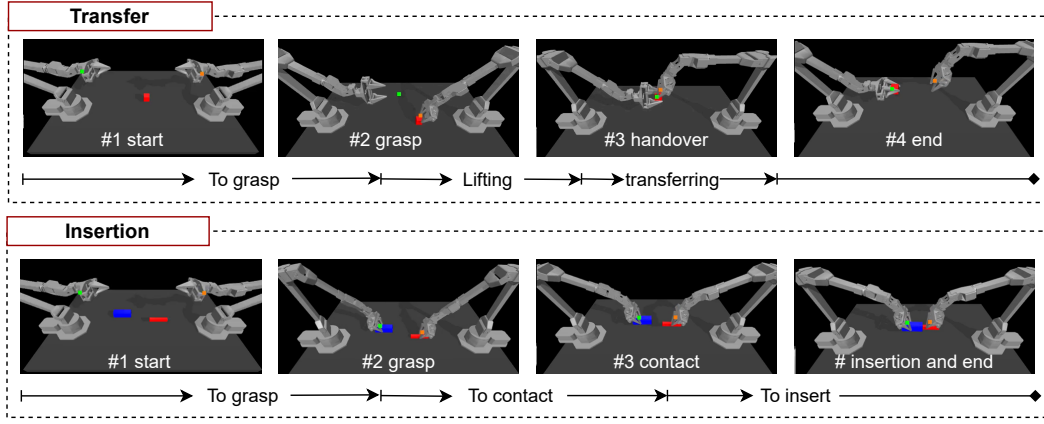 Transfer
#1 start
#2 grasp
#3 handover
#4 end
To grasp
Lifting
transferring
Insertion
#1 start
#2 grasp
#3 contact
# insertion and end
To grasp
To contact
To insert